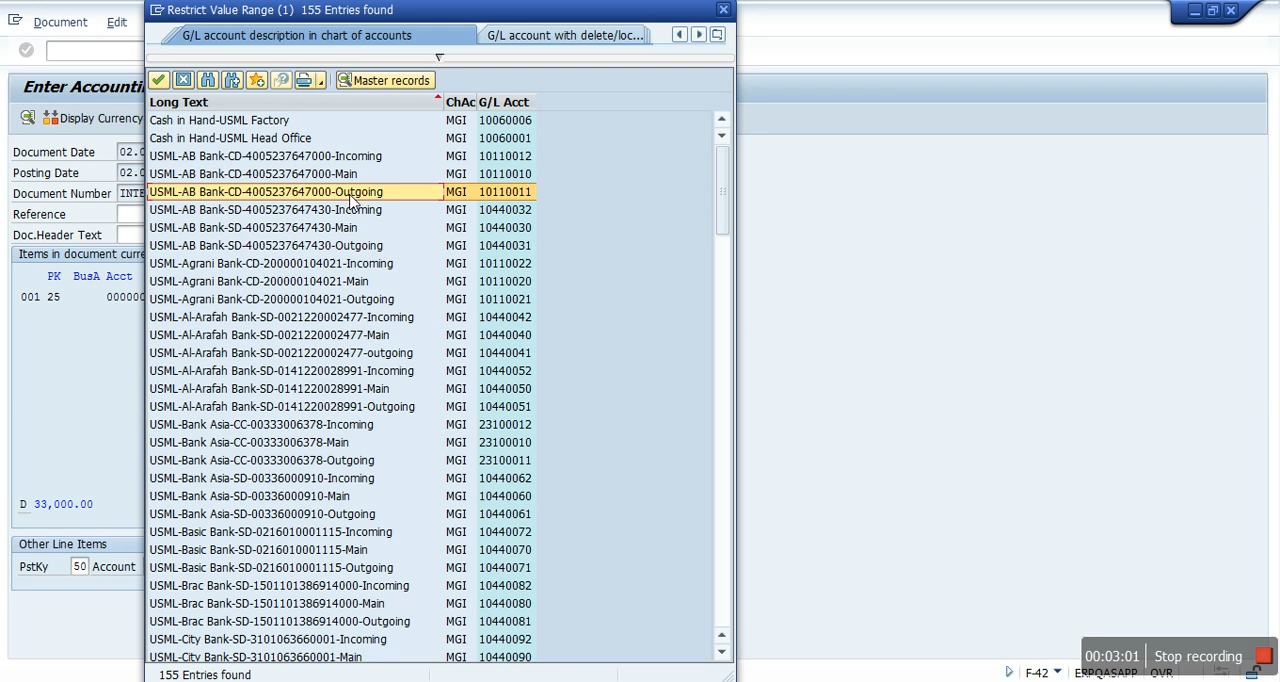 Document Edit
Enter Accounti
Display Currency
Document Date 02.0
Posting Date 02.0
Document Number INTE
Reference
Doc.Header Text
Items in document curre
PK BusA Acct
001 25 00000
D 33,000.00
Other Line Items
PstKy 50 Account
Restrict Value Range (1) 155 Entries found
G/L account description in chart of accounts G/L account with delete/loc...
Master records
Long Text ChAc G/L Acct
Cash in Hand-USML Factory MGI 10060006
Cash in Hand-USML Head Office MGI 10060001
USML-AB Bank-CD-4005237647000-Incoming MGI 10110012
USML-AB Bank-CD-4005237647000-Main MGI 10110010
USML-AB Bank-CD-4005237647000-Outgoing MGI 10110011
USML-AB Bank-SD-4005237647430-Incoming MGI 10440032
USML-AB Bank-SD-4005237647430-Main MGI 10440030
USML-AB Bank-SD-4005237647430-Outgoing MGI 10440031
USML-Agrani Bank-CD-200000104021-Incoming MGI 10110022
USML-Agrani Bank-CD-200000104021-Main MGI 10110020
USML-Agrani Bank-CD-200000104021-Outgoing MGI 10110021
USML-Al-Arafah Bank-SD-0021220002477-Incoming MGI 10440042
USML-Al-Arafah Bank-SD-0021220002477-Main MGI 10440040
USML-Al-Arafah Bank-SD-0021220002477-outgoing MGI 10440041
USML-Al-Arafah Bank-SD-0141220028991-Incoming MGI 10440052
USML-Al-Arafah Bank-SD-0141220028991-Main MGI 10440050
USML-Al-Arafah Bank-SD-0141220028991-Outgoing MGI 10440051
USML-Bank Asia-CC-00333006378-Incoming MGI 23100012
USML-Bank Asia-CC-00333006378-Main MGI 23100010
USML-Bank Asia-CC-00333006378-Outgoing MGI 23100011
USML-Bank Asia-SD-00336000910-Incoming MGI 10440062
USML-Bank Asia-SD-00336000910-Main MGI 10440060
USML-Bank Asia-SD-00336000910-Outgoing MGI 10440061
USML-Basic Bank-SD-0216010001115-Incoming MGI 10440072
USML-Basic Bank-SD-0216010001115-Main MGI 10440070
USML-Basic Bank-SD-0216010001115-Outgoing MGI 10440071
USML-Brac Bank-SD-1501101386914000-Incoming MGI 10440082
USML-Brac Bank-SD-1501101386914000-Main MGI 10440080
USML-Brac Bank-SD-1501101386914000-Outgoing MGI 10440081
USML-City Bank-SD-3101063660001-Incoming MGI 10440092
USML-City Bank-SD-3101063660001-Main MGI 10440090
155 Entries found
00:03:01 Stop recording
F-42 ERPQASAPP OVR